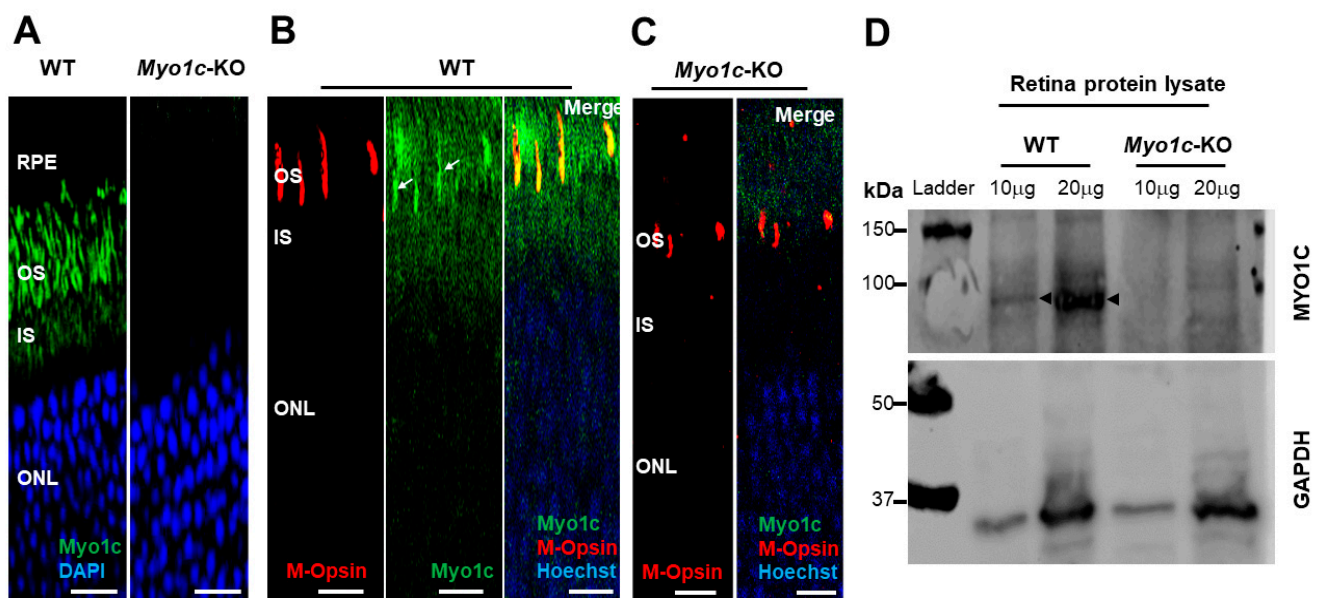 A
WT
Myo1c-KO
RPE
OS
IS
ONL
Myo1c
DAPI
B
WT
Merge
OS
IS
ONL
M-Opsin
Myo1c
Myo1c
M-Opsin
Hoechst
C
Myo1c-KO
Merge
OS
IS
ONL
M-Opsin
Myo1c
M-Opsin
Hoechst
D
Retina protein lysate
WT
Myo1c-KO
kDa Ladder 10µg 20µg 10µg 20µg
150
100
MYO1C
50
37
GAPDH